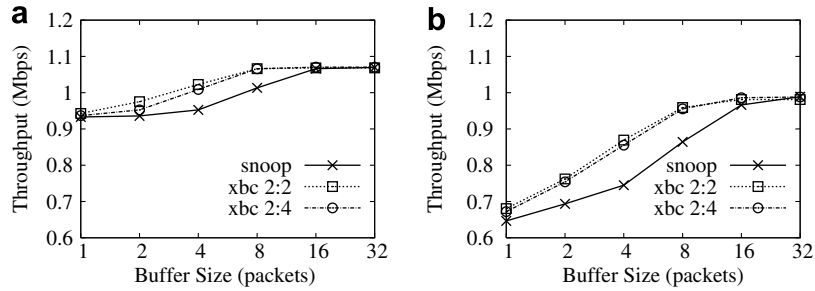 a
1.2
1.1
1
0.9
0.8
0.7
0.6
Throughput (Mbps)
snoop
xbc 2:2
xbc 2:4
1 2 4 8 16 32
Buffer Size (packets)
b
1.2
1.1
1
0.9
0.8
0.7
0.6
Throughput (Mbps)
snoop
xbc 2:2
xbc 2:4
1 2 4 8 16 32
Buffer Size (packets)